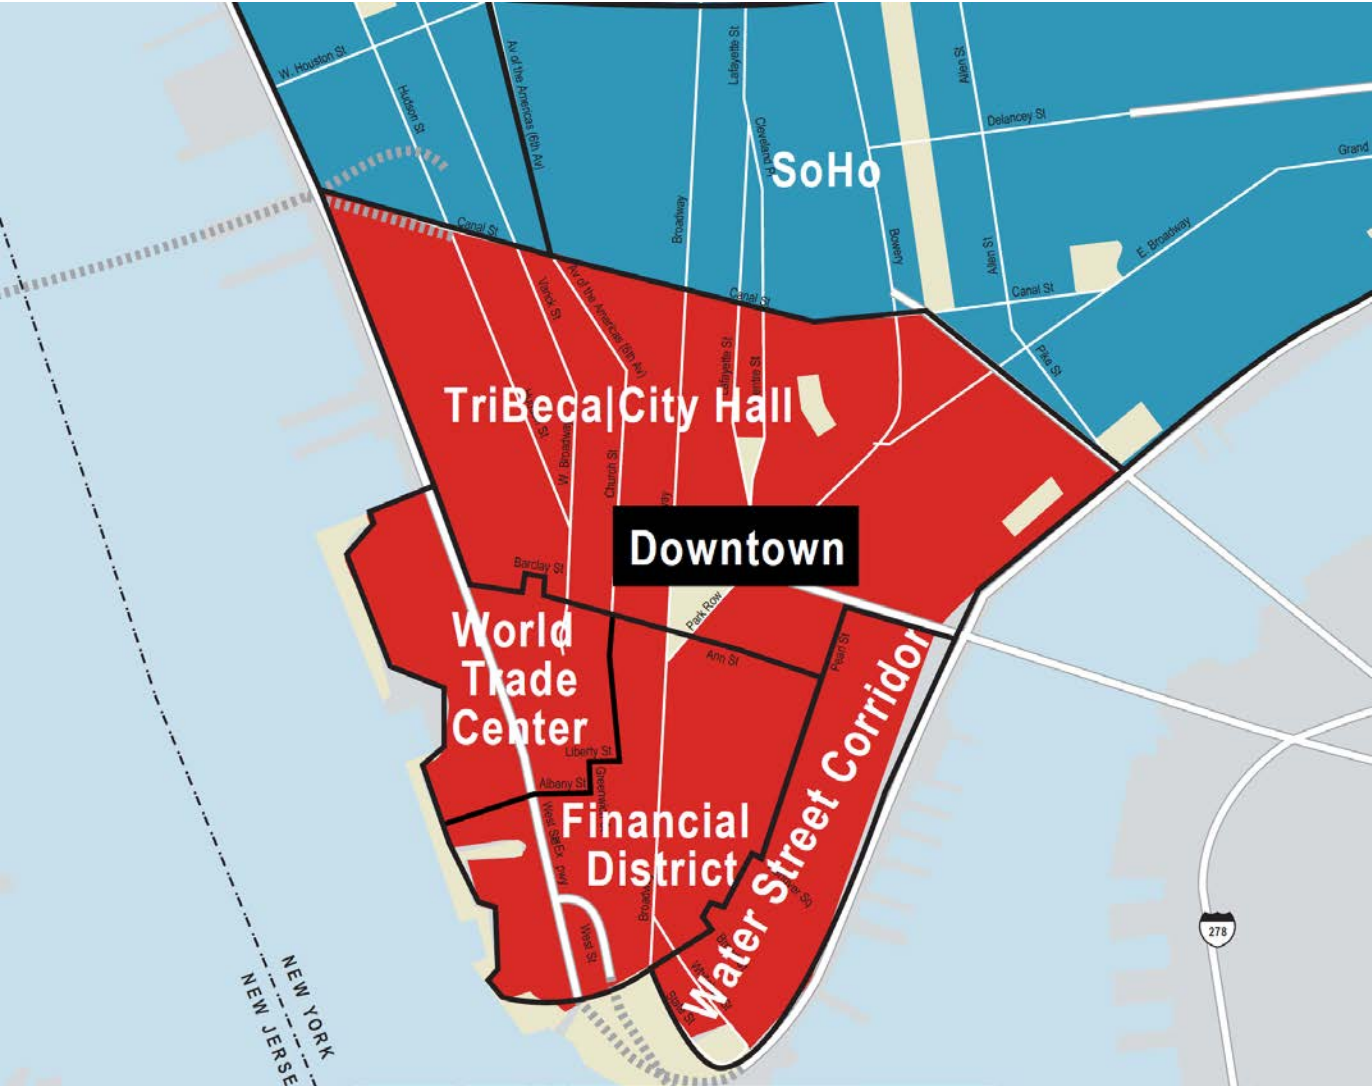 W. Houston St
Hudson St
Av of the Americas (6th Av)
Lafayette St
Cleveland Pl
Allen St
Delancey St
Grand
SoHo
Broadway
Bowery
Allen St
E. Broadway
Canal St
Canal St
Canal St
Varick St
Av of the Americas (6th Av)
Pike St
Lafayette St
TriBeca|City Hall
W. Broadway
Church St
Downtown
Barclay St
Park Row
Ann St
Pearl St
World
Trade
Center
Liberty St
Albany St
West St
Financial
District
Water Street Corridor
West St
State St
278
NEW YORK
NEW JERSE